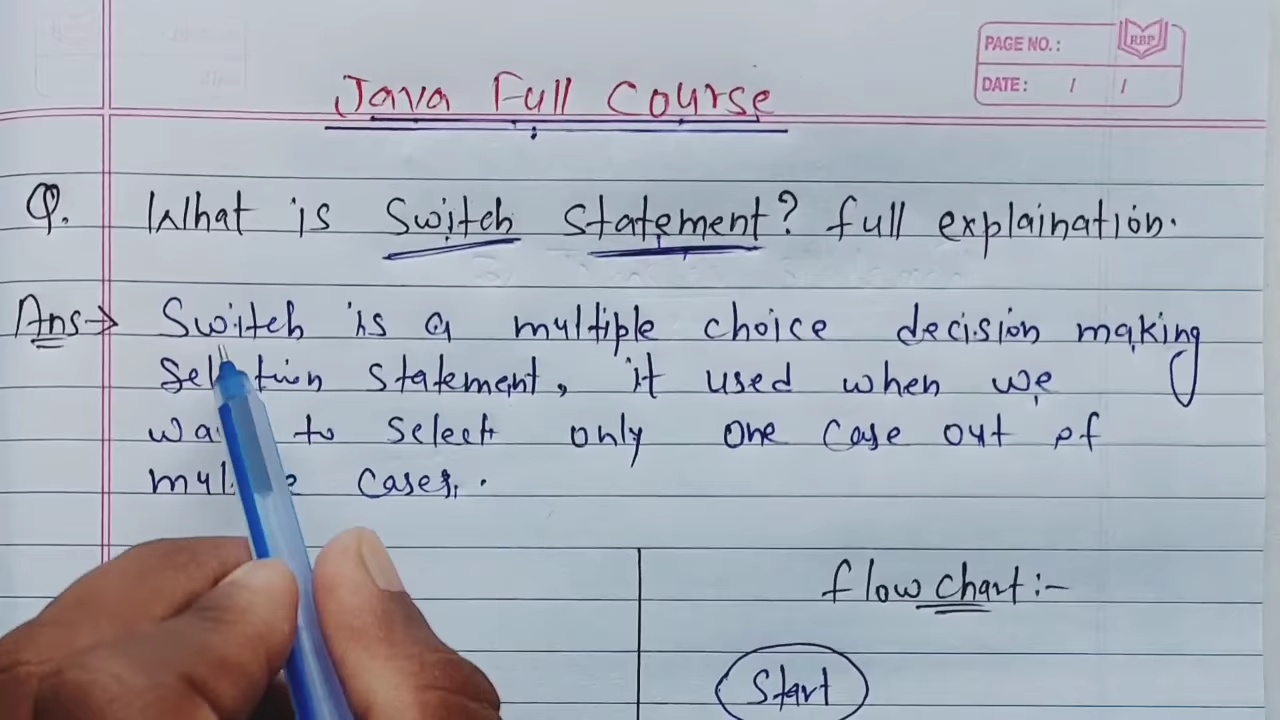 PAGE NO.:
RBP
DATE: / /
Java Full Course
Q. What is Switch Statement? full explaination.
Ans→ Switch is a multiple choice decision making
statement, it used when we
to select only one case out of
cases.
flow chart :-
Start